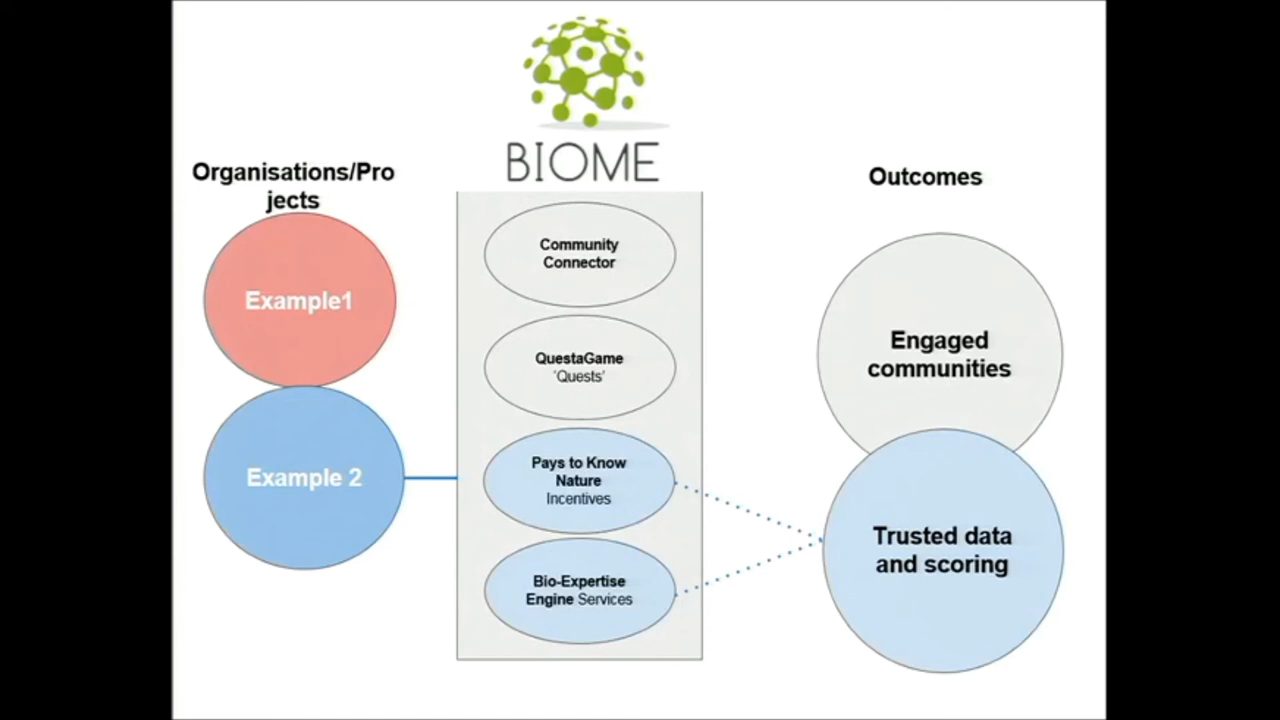 BIOME
Organisations/Pro
jects
Outcomes
Example1
Example 2
Community
Connector
QuestaGame
‘Quests’
Pays to Know
Nature
Incentives
Bio-Expertise
Engine Services
Engaged
communities
Trusted data
and scoring